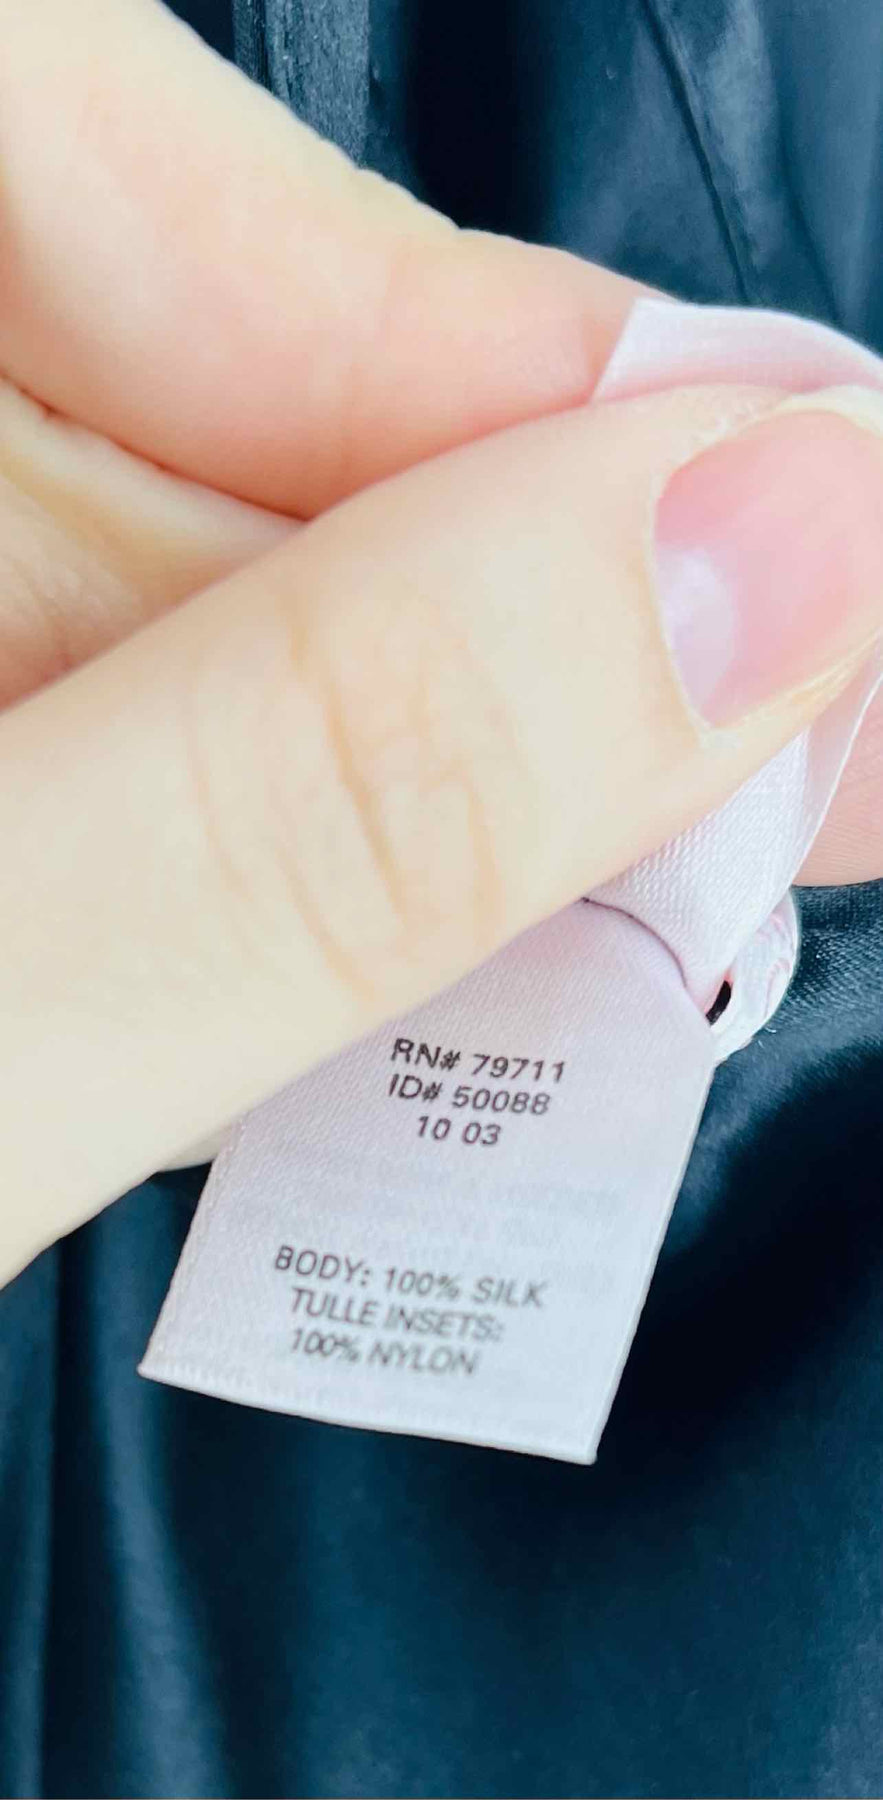 RN# 79711
ID# 50088
10 03
BODY: 100% SILK
TULLE INSETS:
100% NYLON